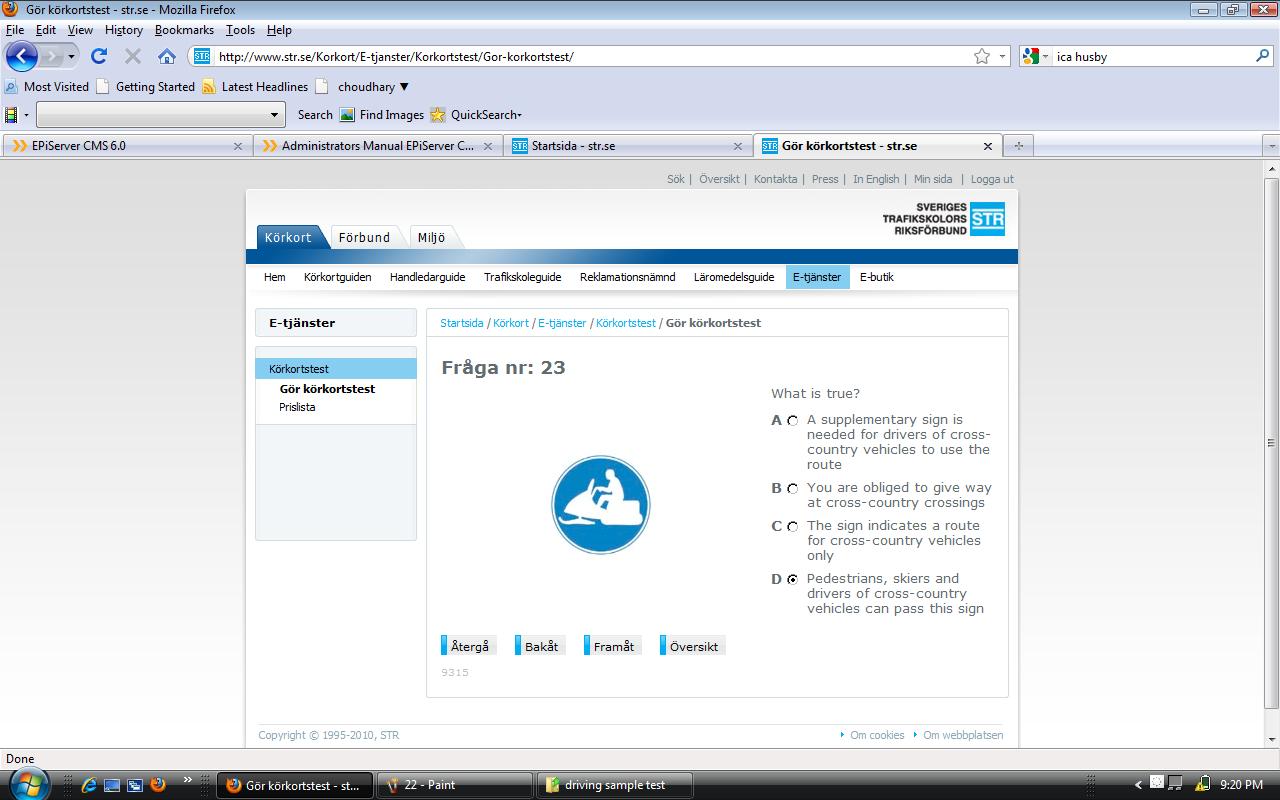 Gör körkortstest - str.se - Mozilla Firefox
File Edit View History Bookmarks Tools Help
STR http://www.str.se/Korkort/E-tjanster/Korkortstest/Gor-korkortstest/ ica husby
Most Visited Getting Started Latest Headlines choudhary
Search Find Images QuickSearch
EPiServer CMS 6.0 Administrators Manual EPiServer C... STR Startsida - str.se STR Gör körkortstest - str.se
Sök | Översikt | Kontakta | Press | In English | Min sida | Logga ut
SVERIGES
TRAFIKSKOLORS STR
RIKSFÖRBUND
Körkort Förbund Miljö
Hem Körkortguiden Handledarguide Trafikskoleguide Reklamationsnämnd Läromedelsguide E-tjänster E-butik
E-tjänster
Körkortstest
Gör körkortstest
Prislista
Startsida / Körkort / E-tjänster / Körkortstest / Gör körkortstest
Fråga nr: 23
What is true?
A A supplementary sign is
needed for drivers of cross-
country vehicles to use the
route
B You are obliged to give way
at cross-country crossings
C The sign indicates a route
for cross-country vehicles
only
D Pedestrians, skiers and
drivers of cross-country
vehicles can pass this sign
Återgå Bakåt Framåt Översikt
9315
Copyright © 1995-2010, STR Om cookies Om webbplatsen
Done
Gör körkortstest - st... 22 - Paint driving sample test 9:20 PM